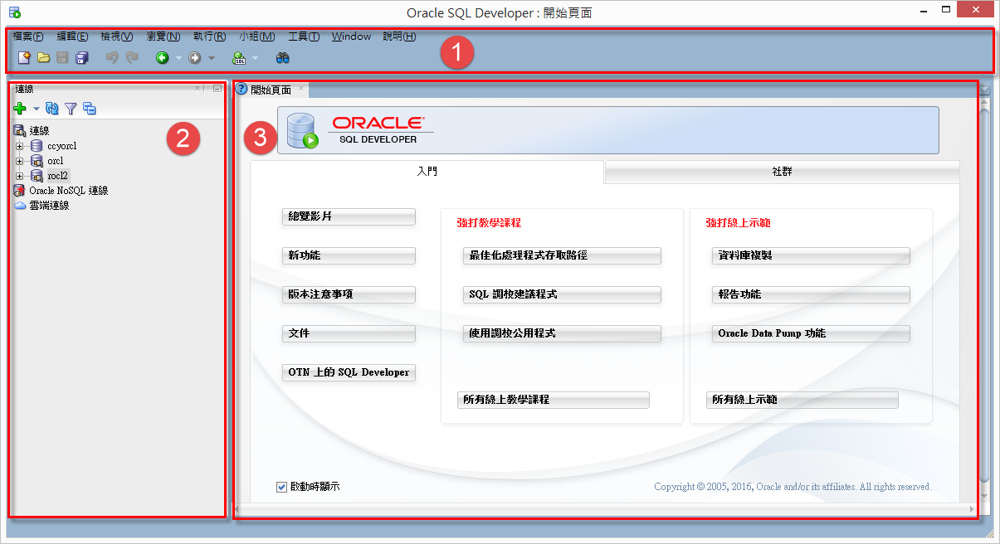 Oracle SQL Developer : 開始頁面
檔案(F) 編輯(E) 檢視(V) 瀏覽(N) 執行(R) 小組(M) 工具(T) Window 說明(H)
SQL
1
連線
連線
ccyorcl
orcl
rocl2
Oracle NoSQL 連線
雲端連線
2
開始頁面
3
ORACLE
SQL DEVELOPER
入門
社群
總覽影片
新功能
版本注意事項
文件
OTN 上的 SQL Developer
強打教學課程
最佳化處理程式存取路徑
SQL 調校建議程式
使用調校公用程式
所有線上教學課程
強打線上示範
資料庫複製
報告功能
Oracle Data Pump 功能
所有線上示範
啟動時顯示
Copyright © 2005, 2016, Oracle and/or its affiliates. All rights reserved.